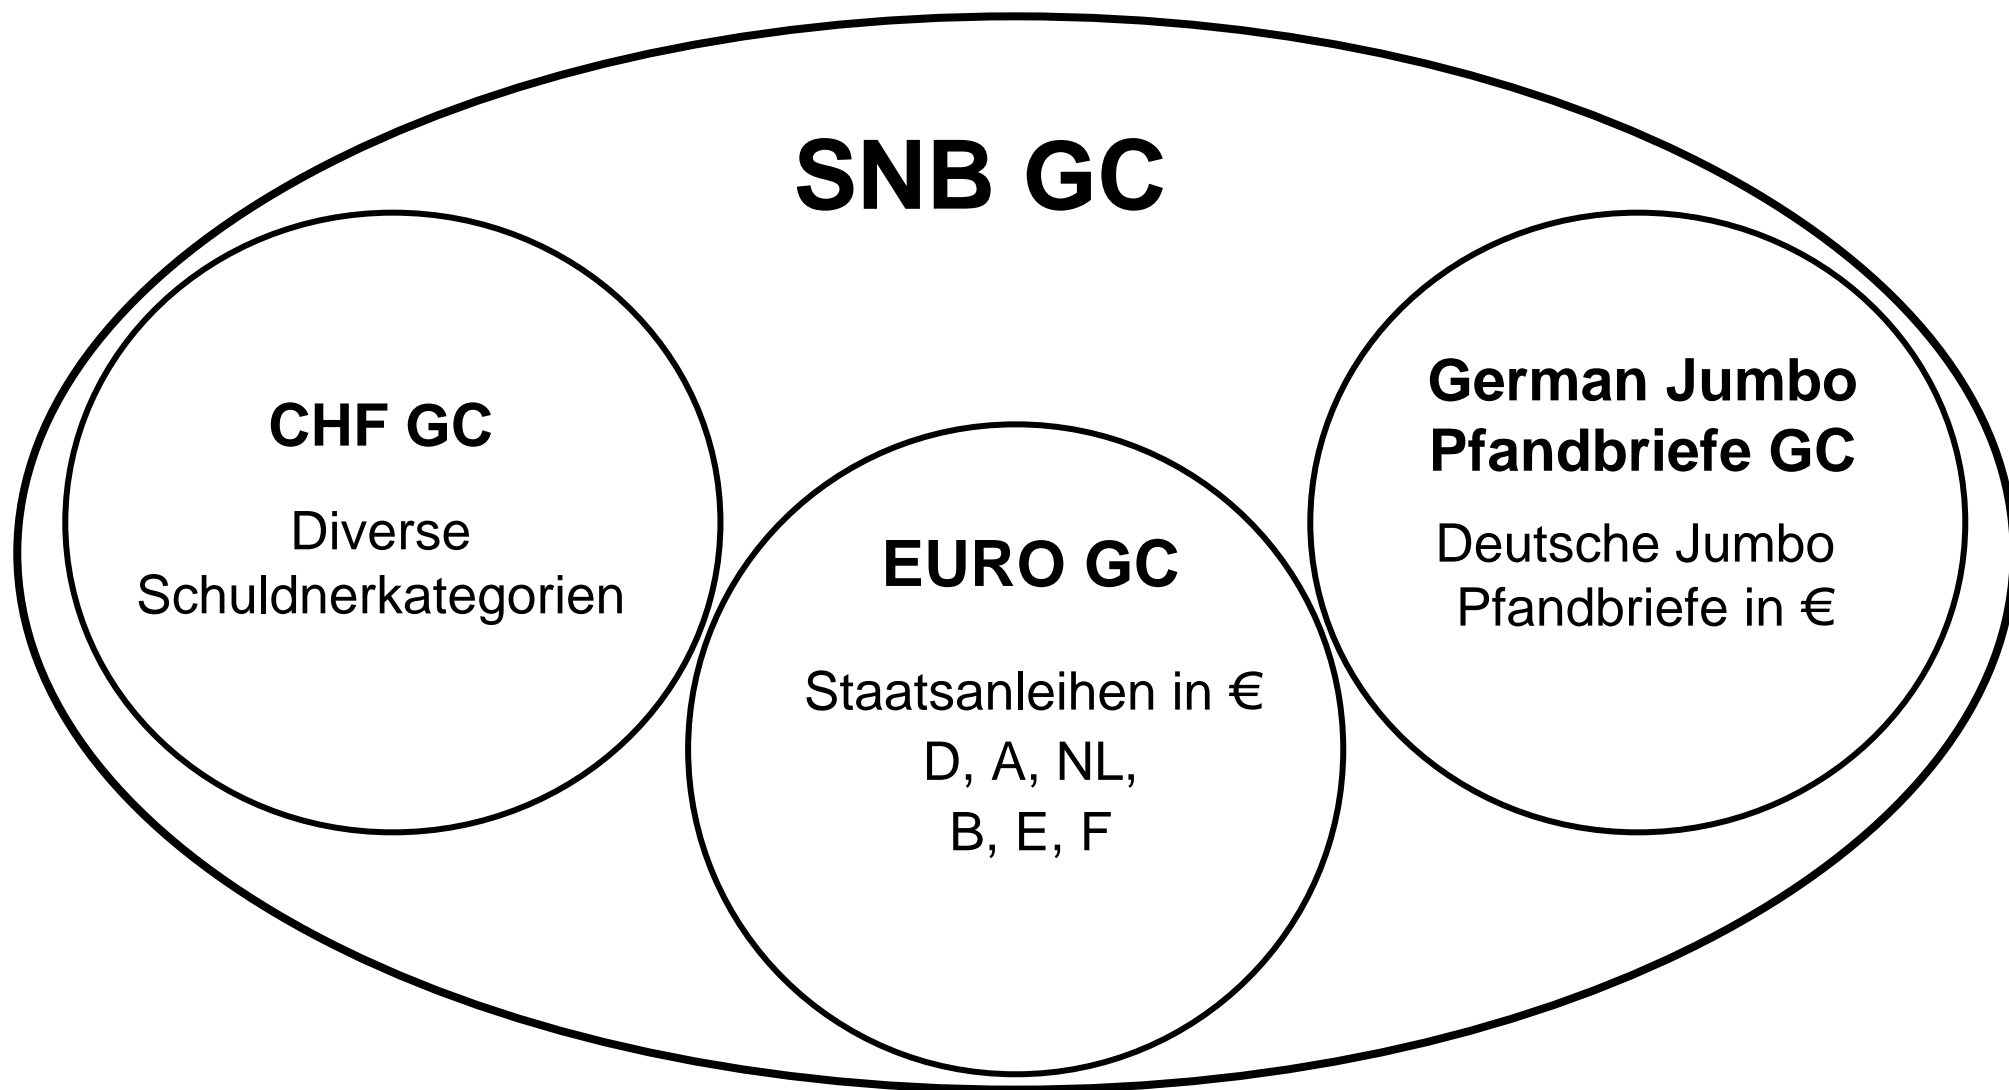 SNB GC
CHF GC
Diverse
Schuldnerkategorien
EURO GC
Staatsanleihen in €
D, A, NL,
B, E, F
German Jumbo
Pfandbriefe GC
Deutsche Jumbo
Pfandbriefe in €